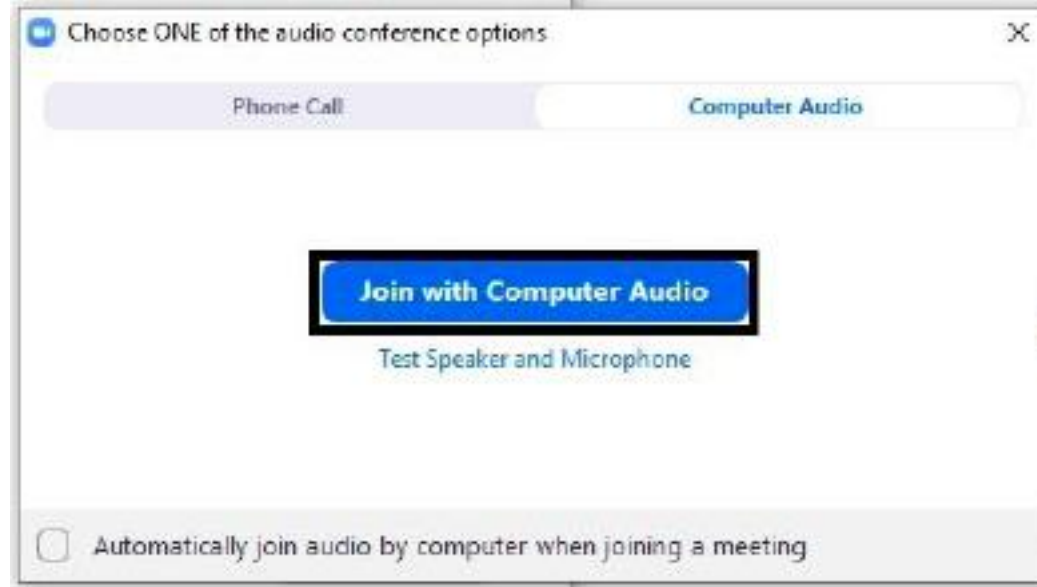 Choose ONE of the audio conference options
Phone Call
Computer Audio
Join with Computer Audio
Test Speaker and Microphone
Automatically join audio by computer when joining a meeting